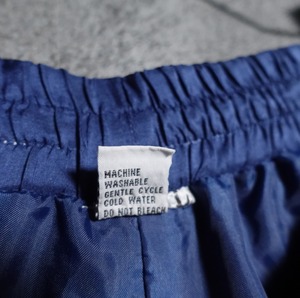 MACHINE
WASHABLE
GENTLE CYCLE
COLD WATER
DO NOT BLEACH